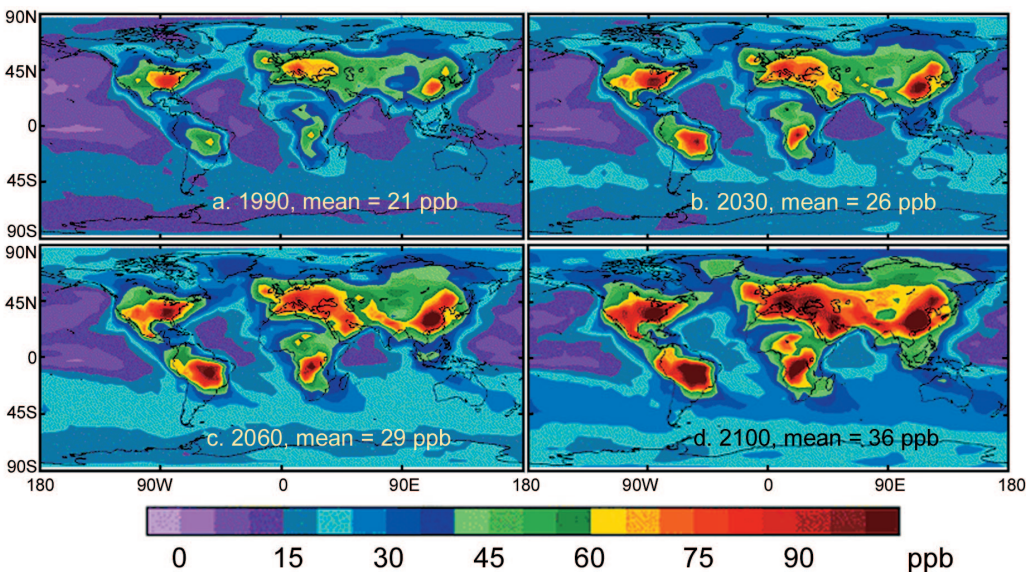 90N
45N
0
45S
90S
a. 1990, mean = 21 ppb
b. 2030, mean = 26 ppb
90N
45N
0
45S
90S
c. 2060, mean = 29 ppb
d. 2100, mean = 36 ppb
180 90W 0 90E 180 90W 0 90E 180
0 15 30 45 60 75 90 ppb